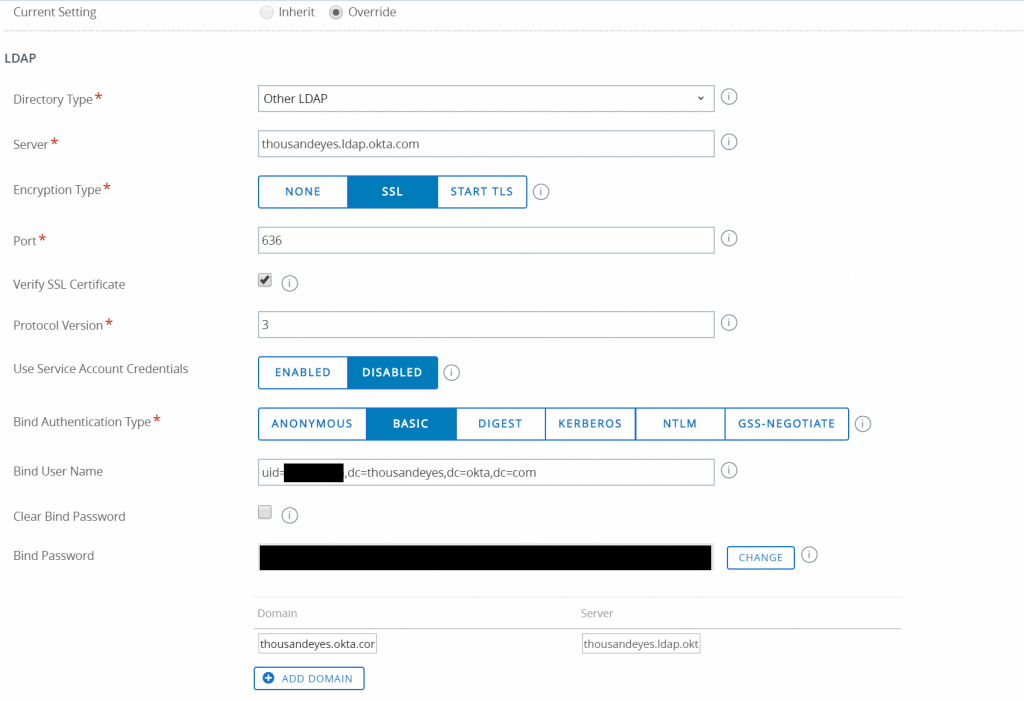 Current Setting Inherit Override
LDAP
Directory Type* Other LDAP
Server* thousandeyes.ldap.okta.com
Encryption Type* NONE SSL START TLS
Port* 636
Verify SSL Certificate
Protocol Version* 3
Use Service Account Credentials ENABLED DISABLED
Bind Authentication Type* ANONYMOUS BASIC DIGEST KERBEROS NTLM GSS-NEGOTIATE
Bind User Name uid= ,dc=thousandeyes,dc=okta,dc=com
Clear Bind Password
Bind Password CHANGE
Domain Server
thousandeyes.okta.cor thousandeyes.ldap.okt
ADD DOMAIN